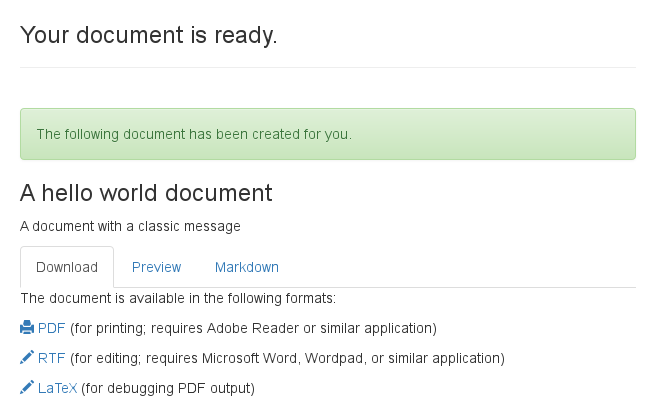 Your document is ready.
The following document has been created for you.
A hello world document
A document with a classic message
Download Preview Markdown
The document is available in the following formats:
PDF (for printing; requires Adobe Reader or similar application)
RTF (for editing; requires Microsoft Word, Wordpad, or similar application)
LaTeX (for debugging PDF output)